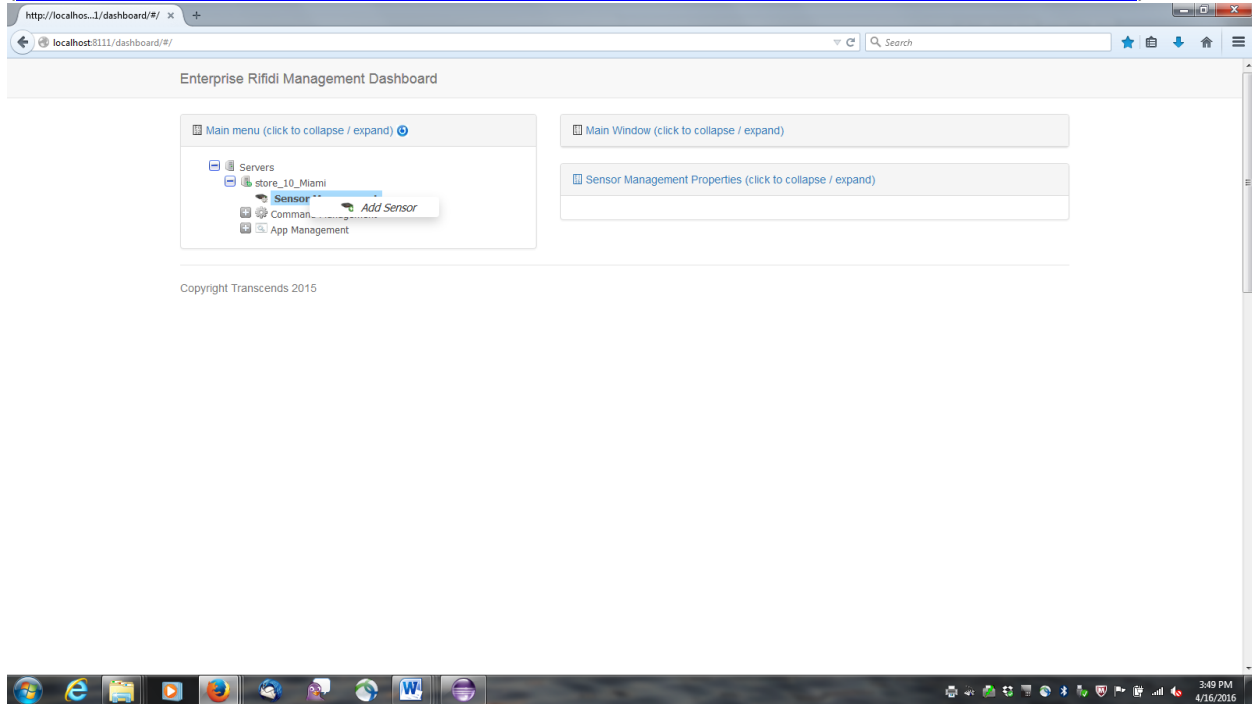 http://localhos...1/dashboard/#/
localhost:8111/dashboard/#/
Search
Enterprise Rifidi Management Dashboard
Main menu (click to collapse / expand)
Main Window (click to collapse / expand)
Servers
store_10_Miami
Sensor
Add Sensor
Command Management
App Management
Sensor Management Properties (click to collapse / expand)
Copyright Transcends 2015
3:49 PM
4/16/2016